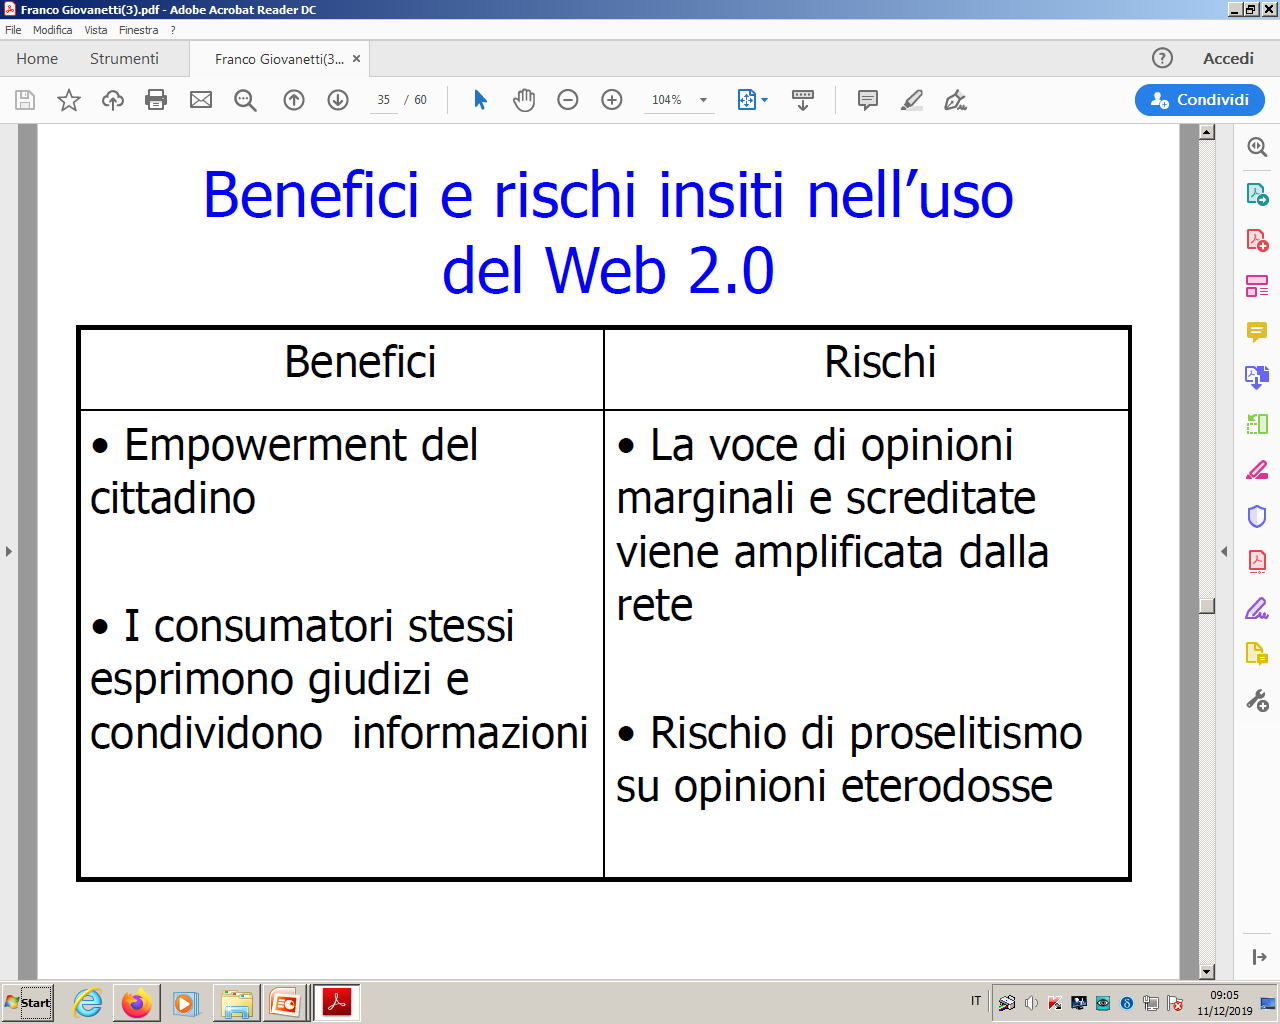 Franco Giovanetti(3).pdf - Adobe Acrobat Reader DC
File Modifica Vista Finestra ?
Home Strumenti Franco Giovanetti(3... × Accedi
35 / 60 104% Condividi
Benefici e rischi insiti nell’uso
del Web 2.0
Benefici
Rischi
• Empowerment del
cittadino
• I consumatori stessi
esprimono giudizi e
condividono informazioni
• La voce di opinioni
marginali e screditate
viene amplificata dalla
rete
• Rischio di proselitismo
su opinioni eterodosse
Start
IT
09:05
11/12/2019